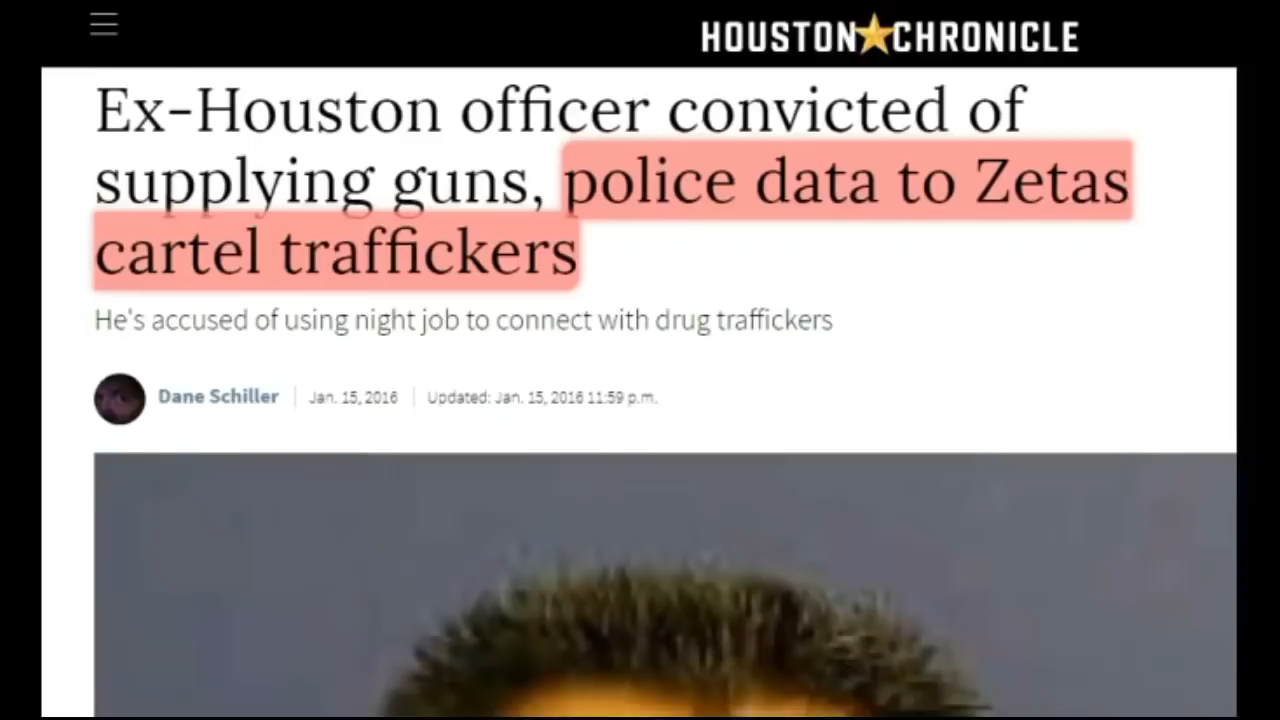 HOUSTON CHRONICLE
Ex-Houston officer convicted of
supplying guns, police data to Zetas
cartel traffickers
He's accused of using night job to connect with drug traffickers
Dane Schiller Jan. 15, 2016 Updated: Jan. 15, 2016 11:59 p.m.